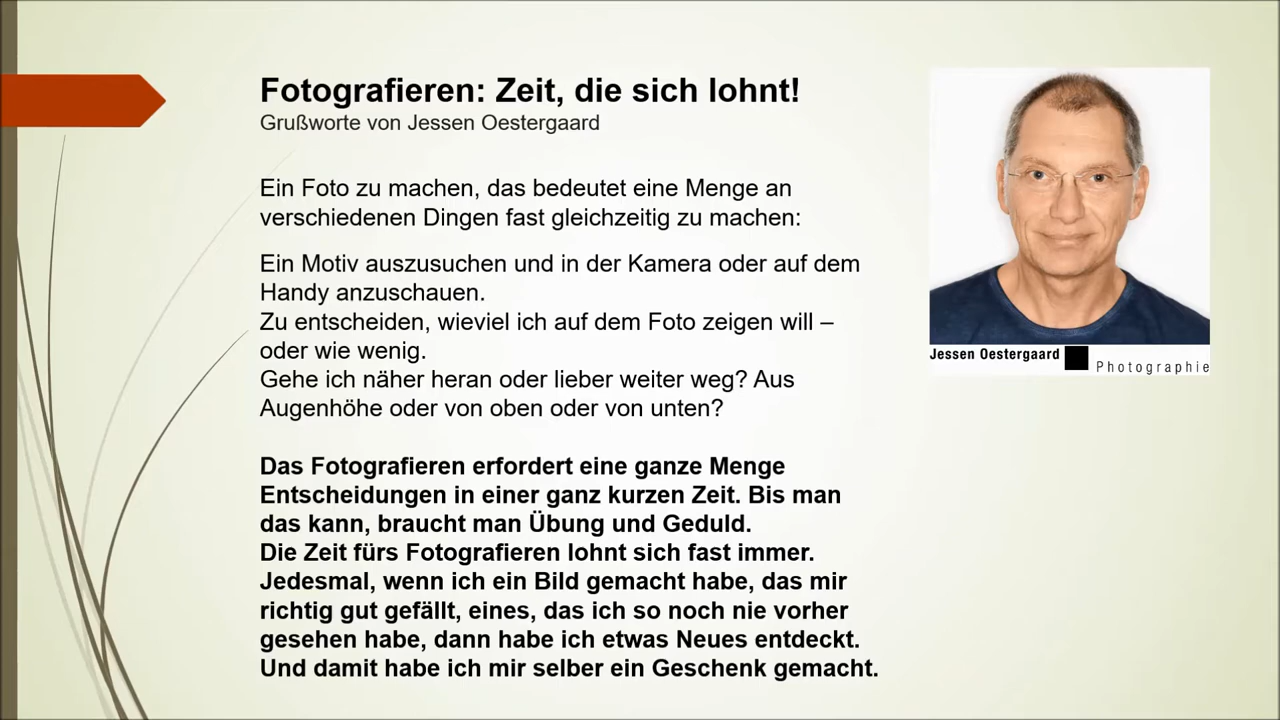 Fotografieren: Zeit, die sich lohnt!
Grußworte von Jessen Oestergaard
Ein Foto zu machen, das bedeutet eine Menge an
verschiedenen Dingen fast gleichzeitig zu machen:
Ein Motiv auszusuchen und in der Kamera oder auf dem
Handy anzuschauen.
Zu entscheiden, wieviel ich auf dem Foto zeigen will –
oder wie wenig.
Gehe ich näher heran oder lieber weiter weg? Aus
Augenhöhe oder von oben oder von unten?
Das Fotografieren erfordert eine ganze Menge
Entscheidungen in einer ganz kurzen Zeit. Bis man
das kann, braucht man Übung und Geduld.
Die Zeit fürs Fotografieren lohnt sich fast immer.
Jedesmal, wenn ich ein Bild gemacht habe, das mir
richtig gut gefällt, eines, das ich so noch nie vorher
gesehen habe, dann habe ich etwas Neues entdeckt.
Und damit habe ich mir selber ein Geschenk gemacht.
Jessen Oestergaard Photographie